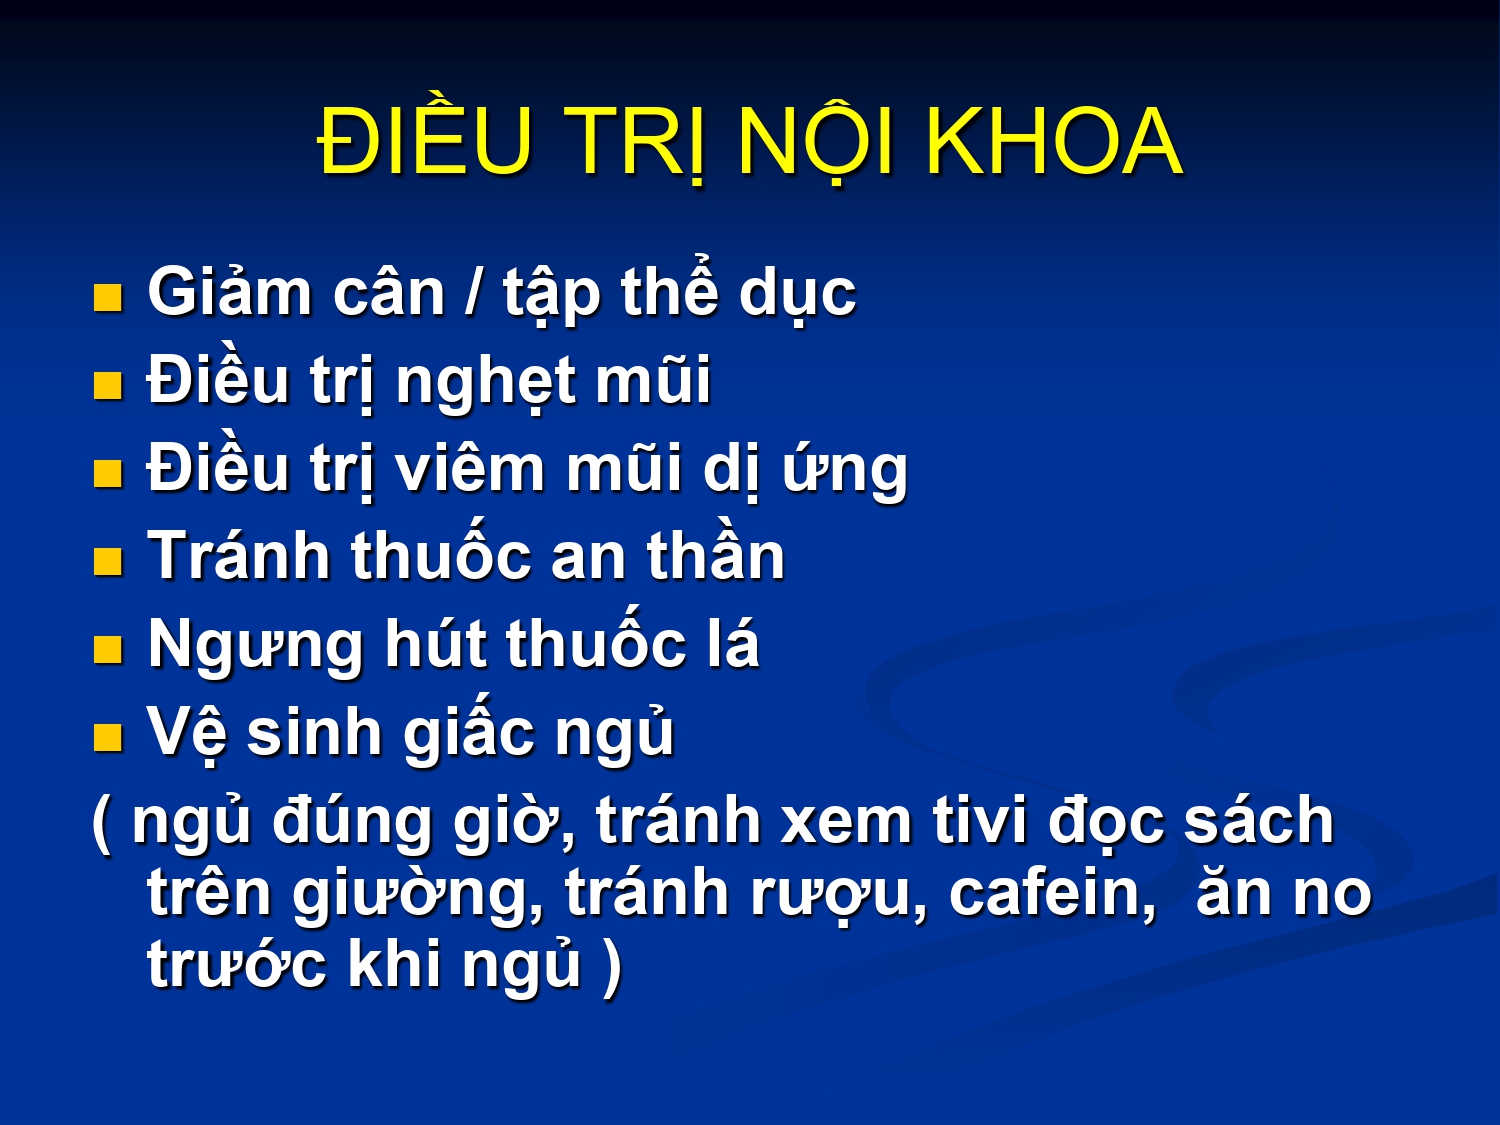 ĐIỀU TRỊ NỘI KHOA
Giảm cân / tập thể dục
Điều trị nghẹt mũi
Điều trị viêm mũi dị ứng
Tránh thuốc an thần
Ngưng hút thuốc lá
Vệ sinh giấc ngủ
( ngủ đúng giờ, tránh xem tivi đọc sách
trên giường, tránh rượu, cafein, ăn no
trước khi ngủ )